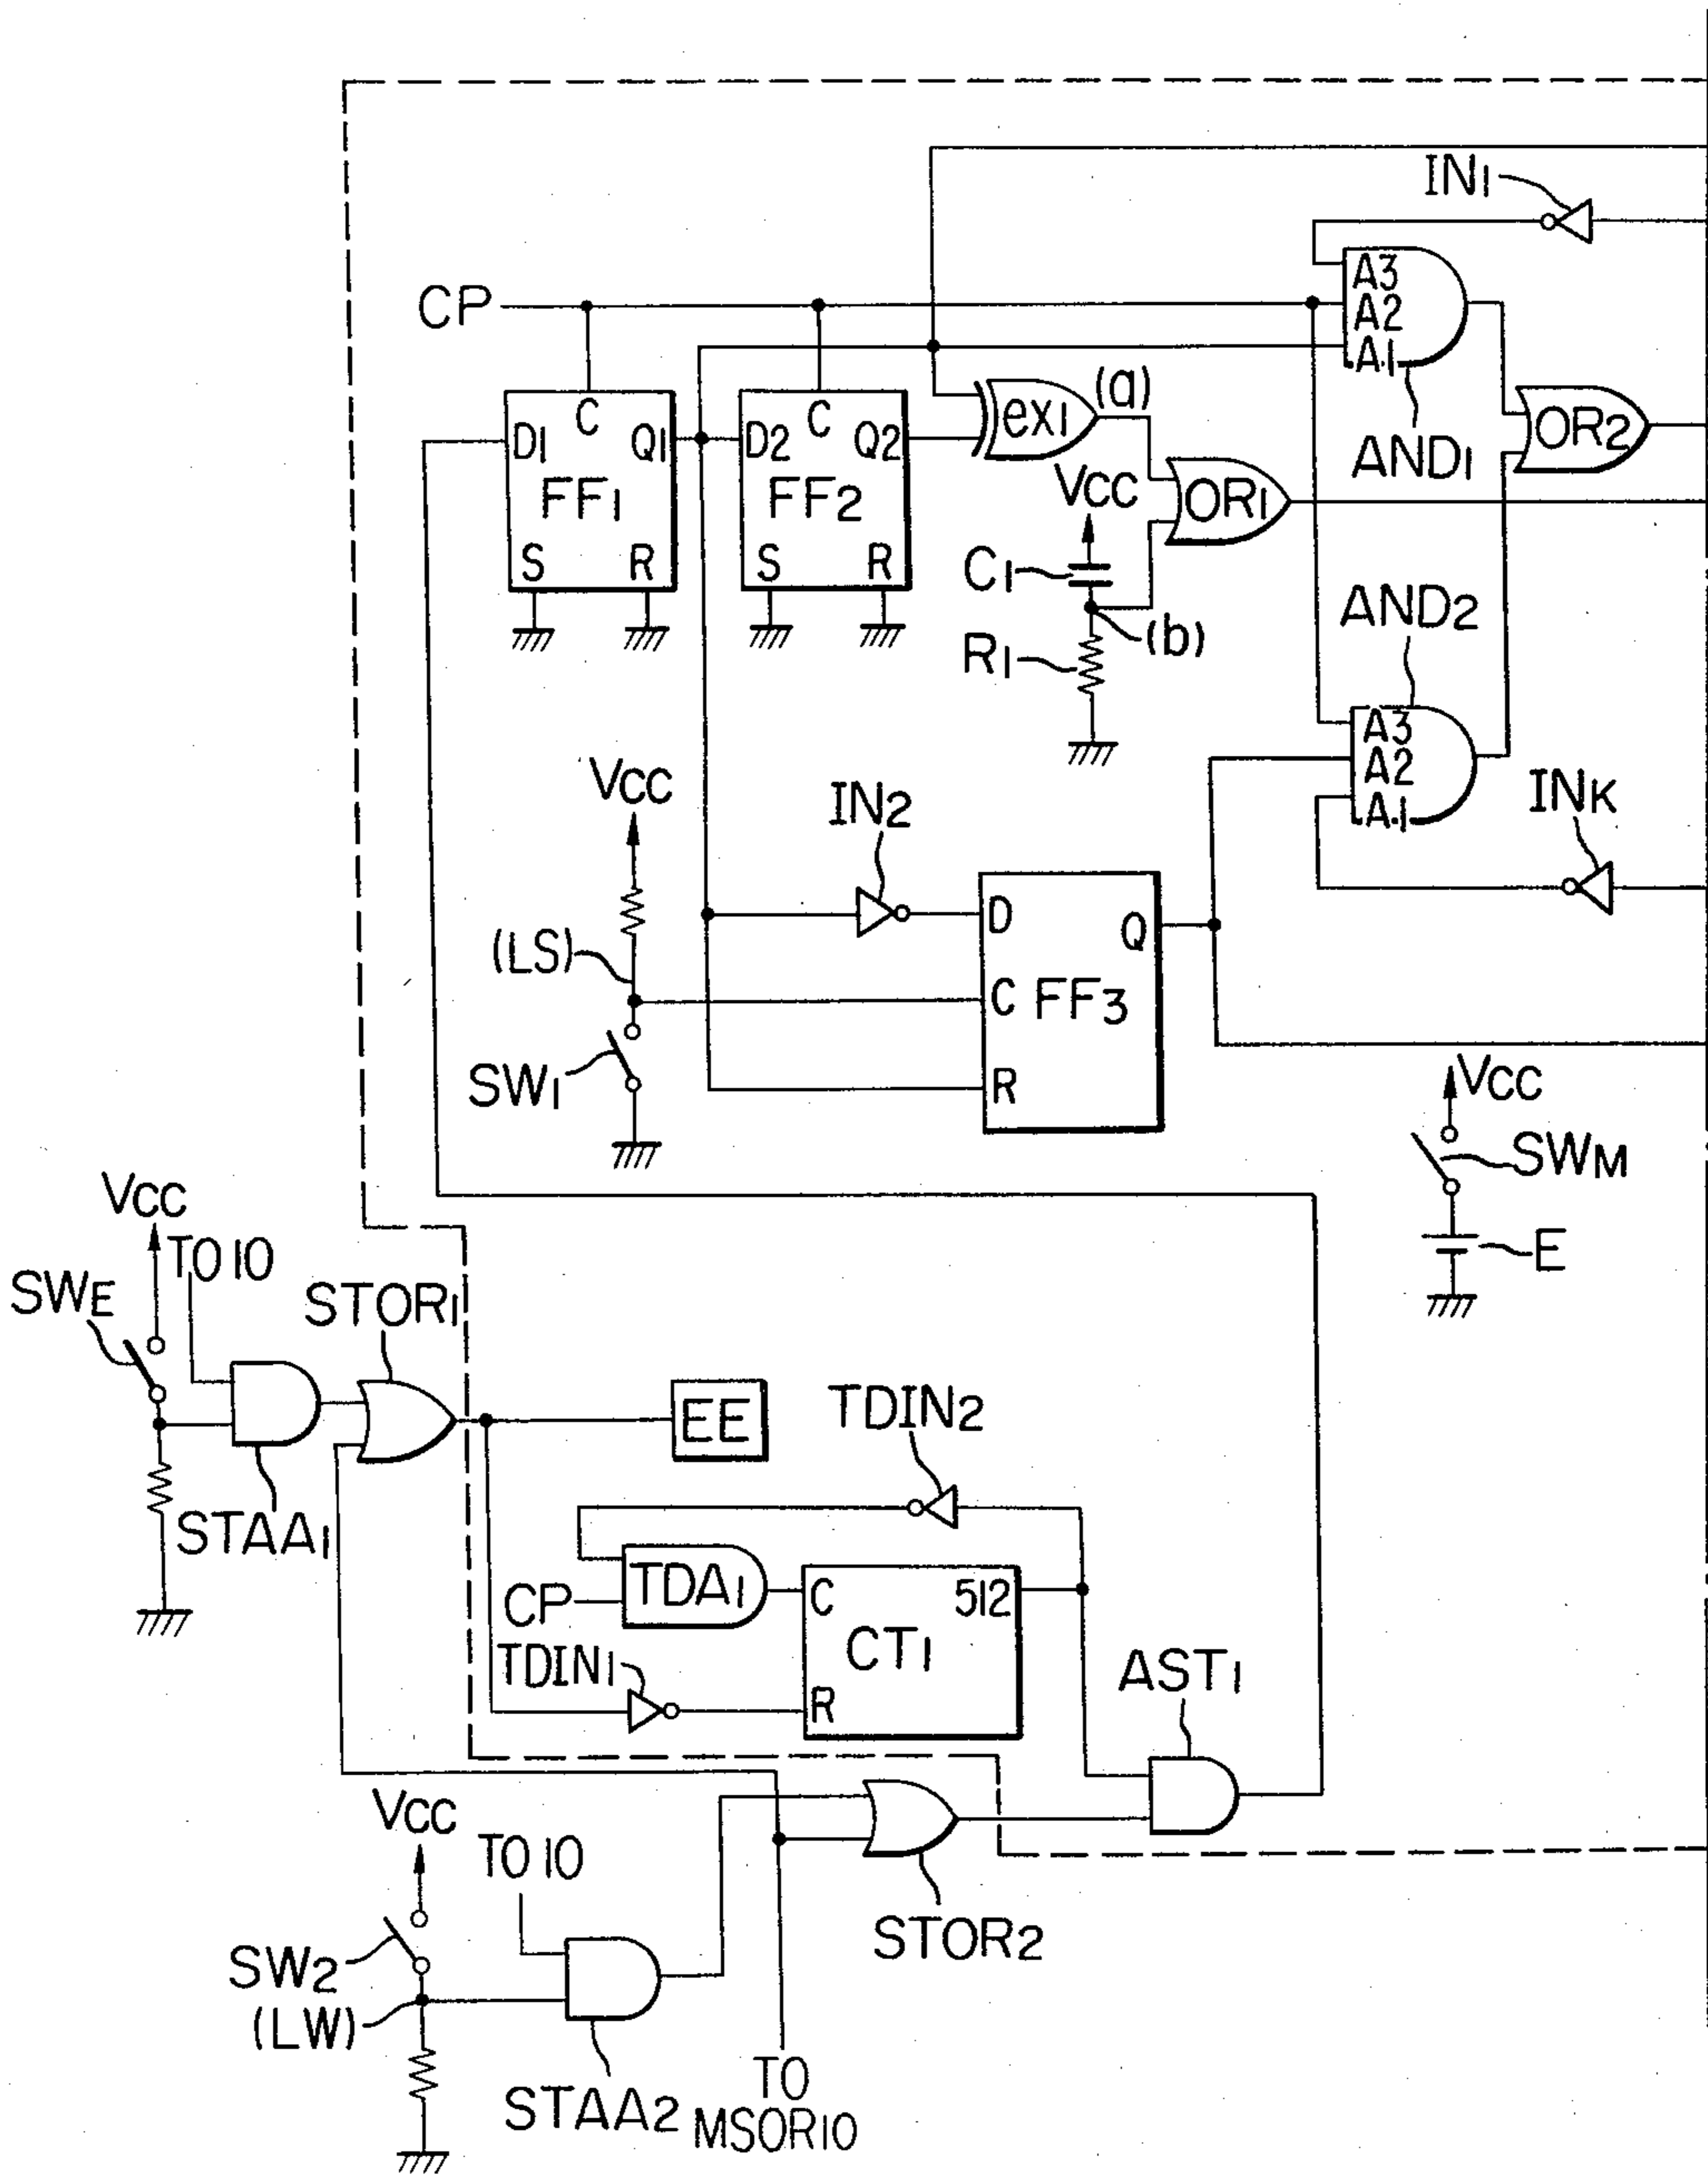 IN1
A3
CP
A2
A1
(a)
C
C
ex1
D1
Q1
D2
Q2
OR2
AND1
VCC
FF1
FF2
OR1
C1
S
R
S
R
AND2
(b)
R1
A3
VCC
A2
IN2
INK
A1
D
Q
(LS)
C
FF3
SW1
R
VCC
SWM
VCC
TO 10
E
SWE
STOR1
EE
TDIN2
STAA1
CP
TDA1
C
512
CT1
TDIN1
AST1
R
VCC
TO 10
STOR2
SW2
(LW)
TO
STAA2
MSOR10